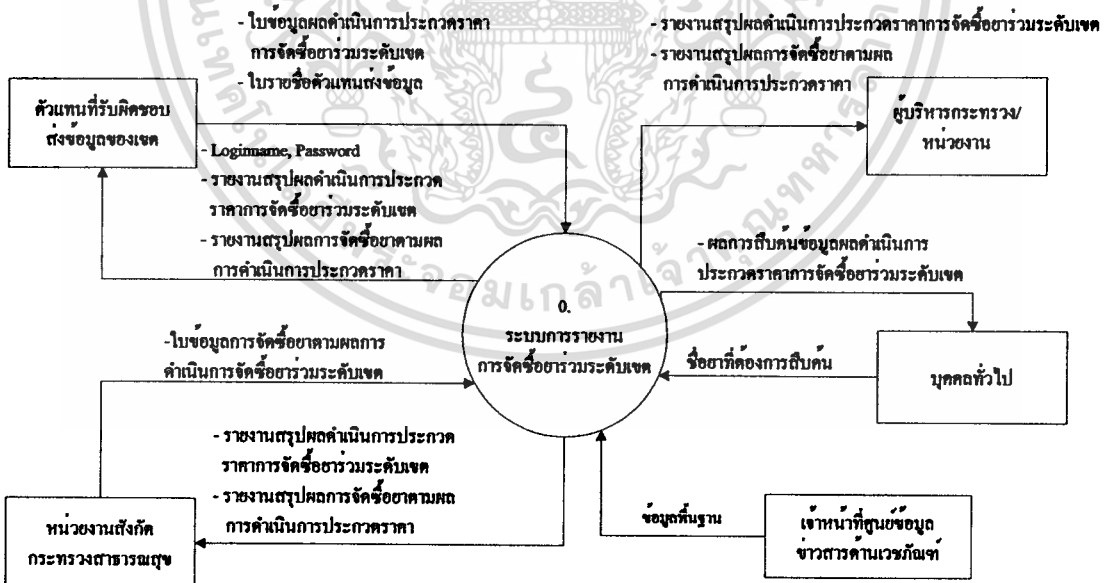 - ใบข้อมูลผลดำเนินการประกวดราคา
การจัดซื้อยาร่วมระดับเขต
- ใบรายชื่อตัวแทนส่งข้อมูล
- รายงานสรุปผลดำเนินการประกวดราคาการจัดซื้อยาร่วมระดับเขต
- รายงานสรุปผลการจัดซื้อยาตามผล
การดำเนินการประกวดราคา
ตัวแทนที่รับผิดชอบ
ส่งข้อมูลของเขต
ผู้บริหารกระทรวง/
หน่วยงาน
- Loginname, Password
- รายงานสรุปผลดำเนินการประกวด
ราคาการจัดซื้อยาร่วมระดับเขต
- รายงานสรุปผลการจัดซื้อยาตามผล
การดำเนินการประกวดราคา
- ผลการสืบค้นข้อมูลผลดำเนินการ
ประกวดราคาการจัดซื้อยาร่วมระดับเขต
0.
ระบบการรายงาน
การจัดซื้อยาร่วมระดับเขต
-ใบข้อมูลการจัดซื้อยาตามผลการ
ดำเนินการจัดซื้อยาร่วมระดับเขต
ชื่อยาที่ต้องการสืบค้น
บุคคลทั่วไป
- รายงานสรุปผลดำเนินการประกวด
ราคาการจัดซื้อยาร่วมระดับเขต
- รายงานสรุปผลการจัดซื้อยาตามผล
การดำเนินการประกวดราคา
หน่วยงานสังกัด
กระทรวงสาธารณสุข
ข้อมูลพื้นฐาน
เจ้าหน้าที่ศูนย์ข้อมูล
ข่าวสารด้านเวชภัณฑ์
พระจอมเกล้าเจ้าคุณทหาร